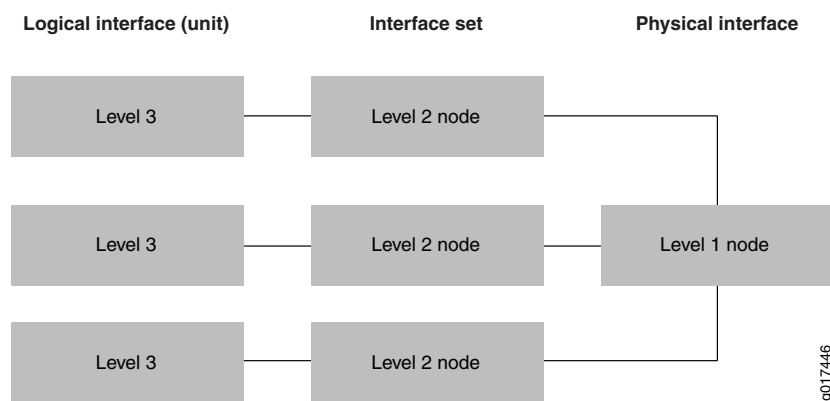 Logical interface (unit) Interface set Physical interface
Level 3 Level 2 node
Level 3 Level 2 node Level 1 node
Level 3 Level 2 node
g017446